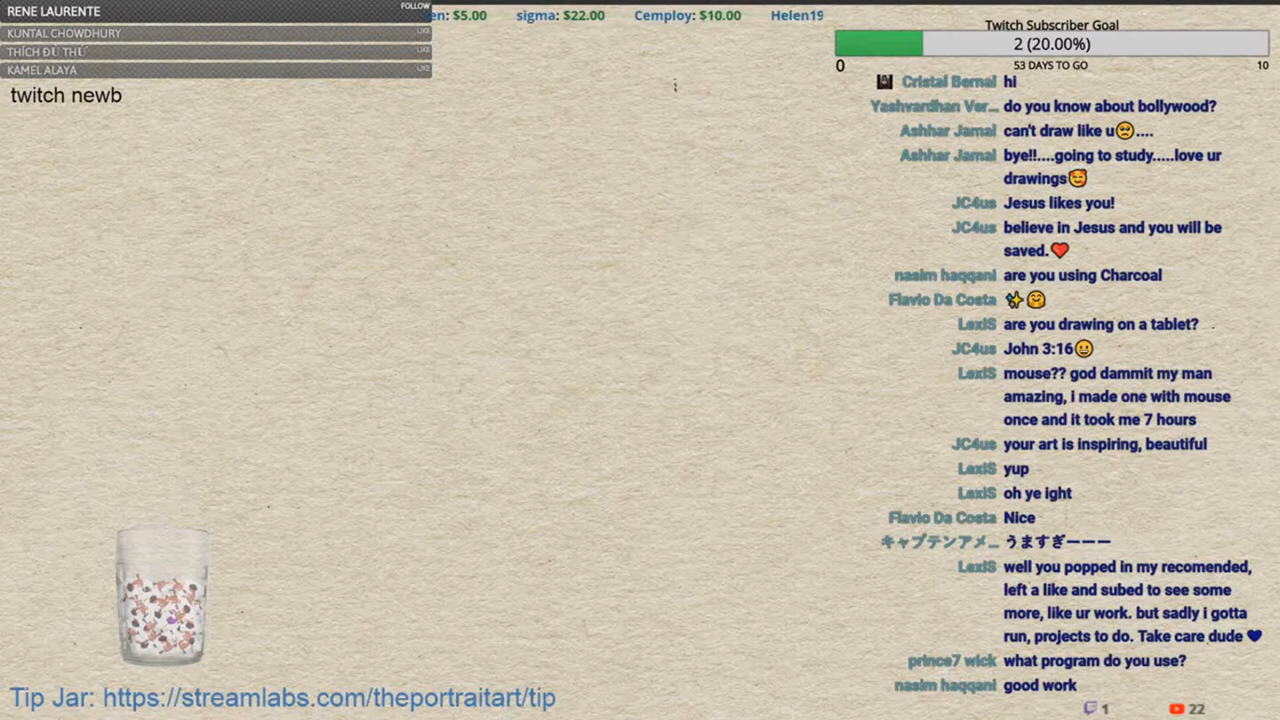 RENE LAURENTE FOLLOW
KUNTAL CHOWDHURY LIKE
THÍCH ĐỦ THỨ LIKE
KAMEL ALAYA LIKE
twitch newb
en: $5.00 sigma: $22.00 Cemploy: $10.00 Helen19
Twitch Subscriber Goal
2 (20.00%)
0 53 DAYS TO GO 10
Cristal Bernal hi
Yashvardhan Ver... do you know about bollywood?
Ashhar Jamal can't draw like u🥺....
Ashhar Jamal bye!!....going to study.....love ur
drawings🥰
JC4us Jesus likes you!
JC4us believe in Jesus and you will be
saved.❤️
nasim haqqani are you using Charcoal
Flavio Da Costa ✨🤗
LexIS are you drawing on a tablet?
JC4us John 3:16😀
LexIS mouse?? god dammit my man
amazing, i made one with mouse
once and it took me 7 hours
JC4us your art is inspiring, beautiful
LexIS yup
LexIS oh ye ight
Flavio Da Costa Nice
キャプテンアメ... うますぎーーー
LexIS well you popped in my recomended,
left a like and subed to see some
more, like ur work. but sadly i gotta
run, projects to do. Take care dude 💙
prince7 wick what program do you use?
nasim haqqani good work
1 22
Tip Jar: https://streamlabs.com/theportraitart/tip